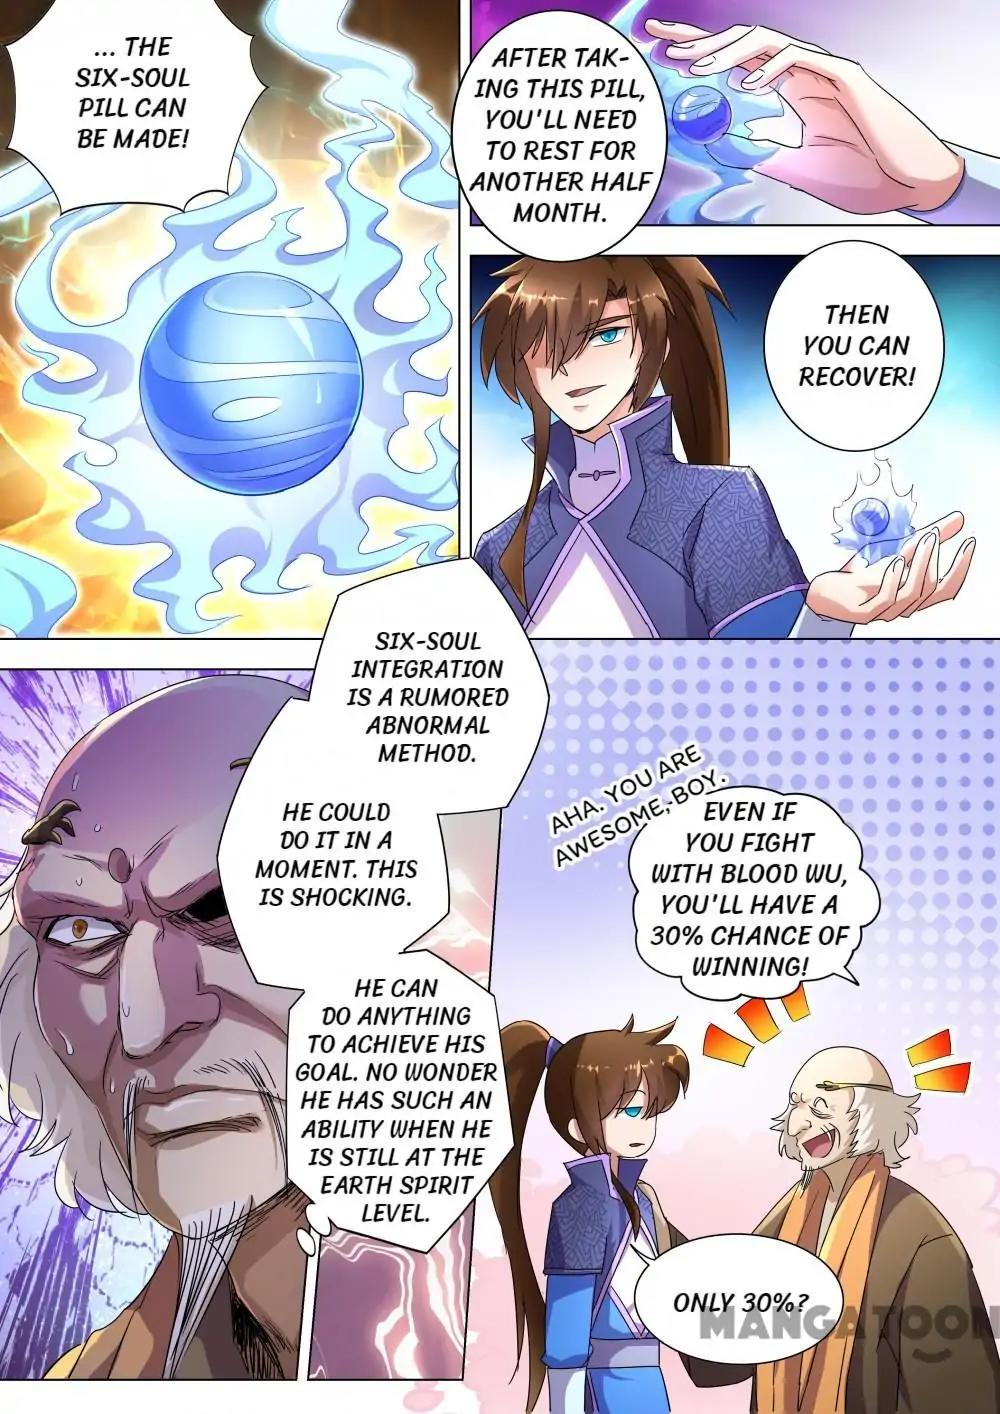 ... THE
SIX-SOUL
PILL CAN
BE MADE!
AFTER TAK-
ING THIS PILL,
YOU'LL NEED
TO REST FOR
ANOTHER HALF
MONTH.
THEN
YOU CAN
RECOVER!
SIX-SOUL
INTEGRATION
IS A RUMORED
ABNORMAL
METHOD.
HE COULD
DO IT IN A
MOMENT. THIS
IS SHOCKING.
HE CAN
DO ANYTHING
TO ACHIEVE HIS
GOAL. NO WONDER
HE HAS SUCH AN
ABILITY WHEN HE
IS STILL AT THE
EARTH SPIRIT
LEVEL.
AHA. YOU ARE
AWESOME, BOY.
EVEN IF
YOU FIGHT
WITH BLOOD WU,
YOU'LL HAVE A
30% CHANCE OF
WINNING!
ONLY 30%?
MANGATOON